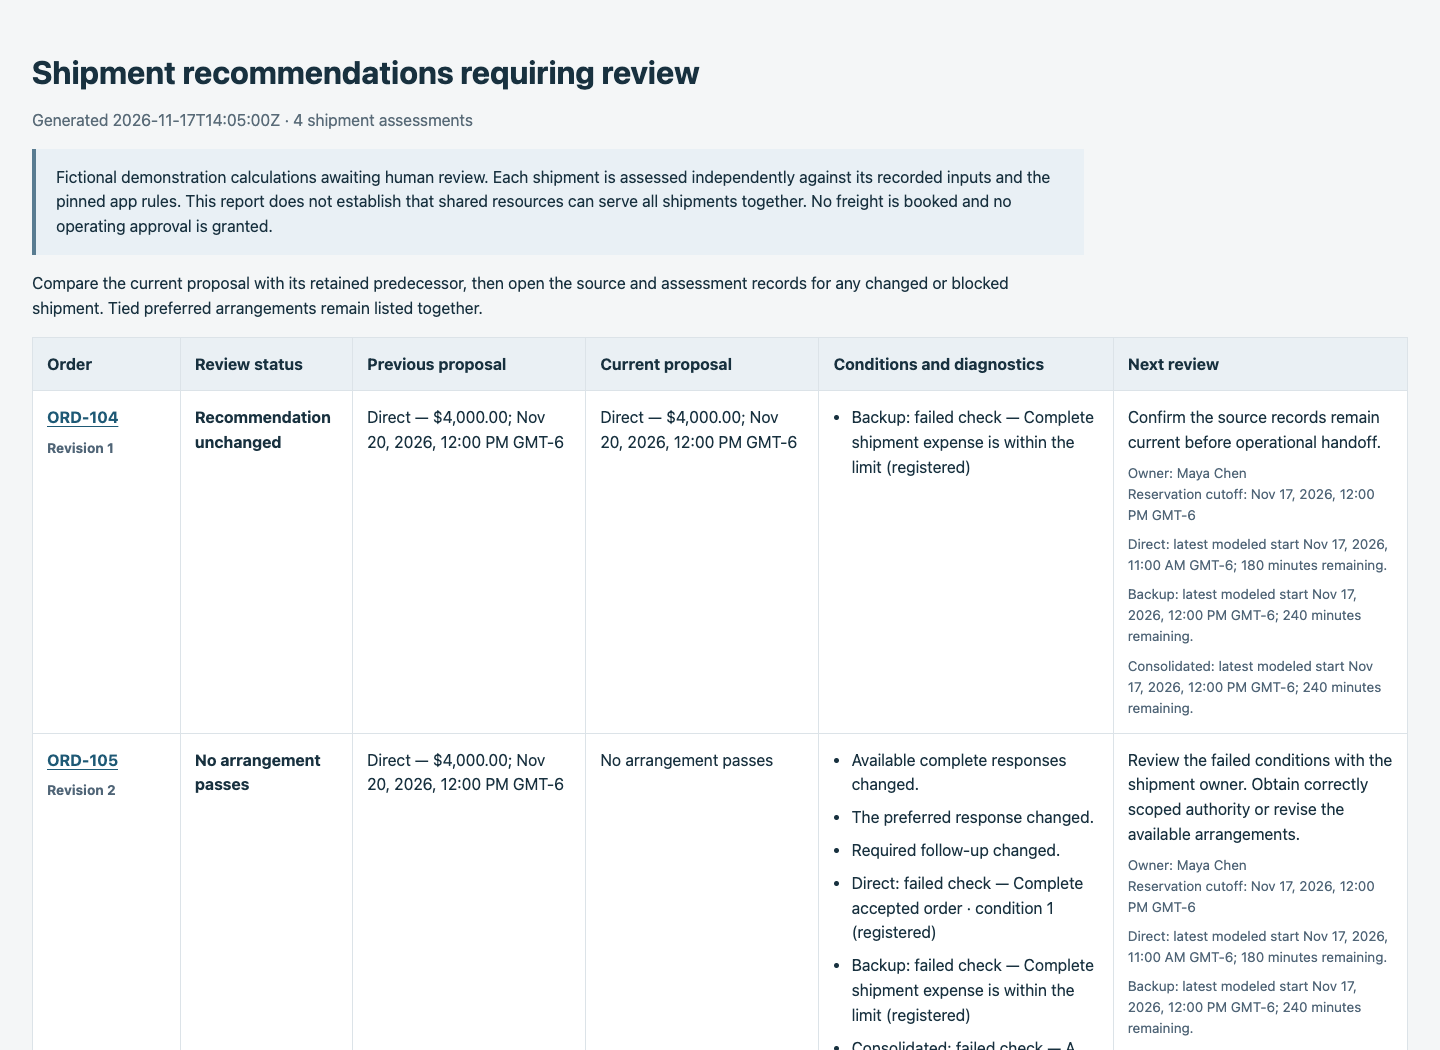 Shipment recommendations requiring review
Generated 2026-11-17T14:05:00Z · 4 shipment assessments
Fictional demonstration calculations awaiting human review. Each shipment is assessed independently against its recorded inputs and the
pinned app rules. This report does not establish that shared resources can serve all shipments together. No freight is booked and no
operating approval is granted.
Compare the current proposal with its retained predecessor, then open the source and assessment records for any changed or blocked
shipment. Tied preferred arrangements remain listed together.
Order
Review status
Previous proposal
Current proposal
Conditions and diagnostics
Next review
ORD-104
Revision 1
Recommendation
unchanged
Direct — $4,000.00; Nov
20, 2026, 12:00 PM GMT-6
Direct — $4,000.00; Nov
20, 2026, 12:00 PM GMT-6
• Backup: failed check — Complete
shipment expense is within the
limit (registered)
Confirm the source records remain
current before operational handoff.
Owner: Maya Chen
Reservation cutoff: Nov 17, 2026, 12:00
PM GMT-6
Direct: latest modeled start Nov 17, 2026,
11:00 AM GMT-6; 180 minutes remaining.
Backup: latest modeled start Nov 17,
2026, 12:00 PM GMT-6; 240 minutes
remaining.
Consolidated: latest modeled start Nov
17, 2026, 12:00 PM GMT-6; 240 minutes
remaining.
ORD-105
Revision 2
No arrangement
passes
Direct — $4,000.00; Nov
20, 2026, 12:00 PM GMT-6
No arrangement passes
• Available complete responses
changed.
• The preferred response changed.
• Required follow-up changed.
• Direct: failed check — Complete
accepted order · condition 1
(registered)
• Backup: failed check — Complete
shipment expense is within the
limit (registered)
• Consolidated: failed check — A
Review the failed conditions with the
shipment owner. Obtain correctly
scoped authority or revise the
available arrangements.
Owner: Maya Chen
Reservation cutoff: Nov 17, 2026, 12:00
PM GMT-6
Direct: latest modeled start Nov 17, 2026,
11:00 AM GMT-6; 180 minutes remaining.
Backup: latest modeled start Nov 17,
2026, 12:00 PM GMT-6; 240 minutes
remaining.